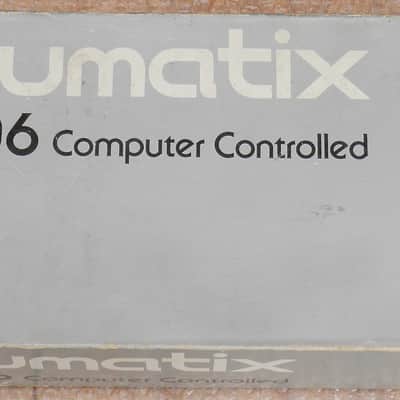 umatix
06 Computer Controlled
umatix
Computer Controlled